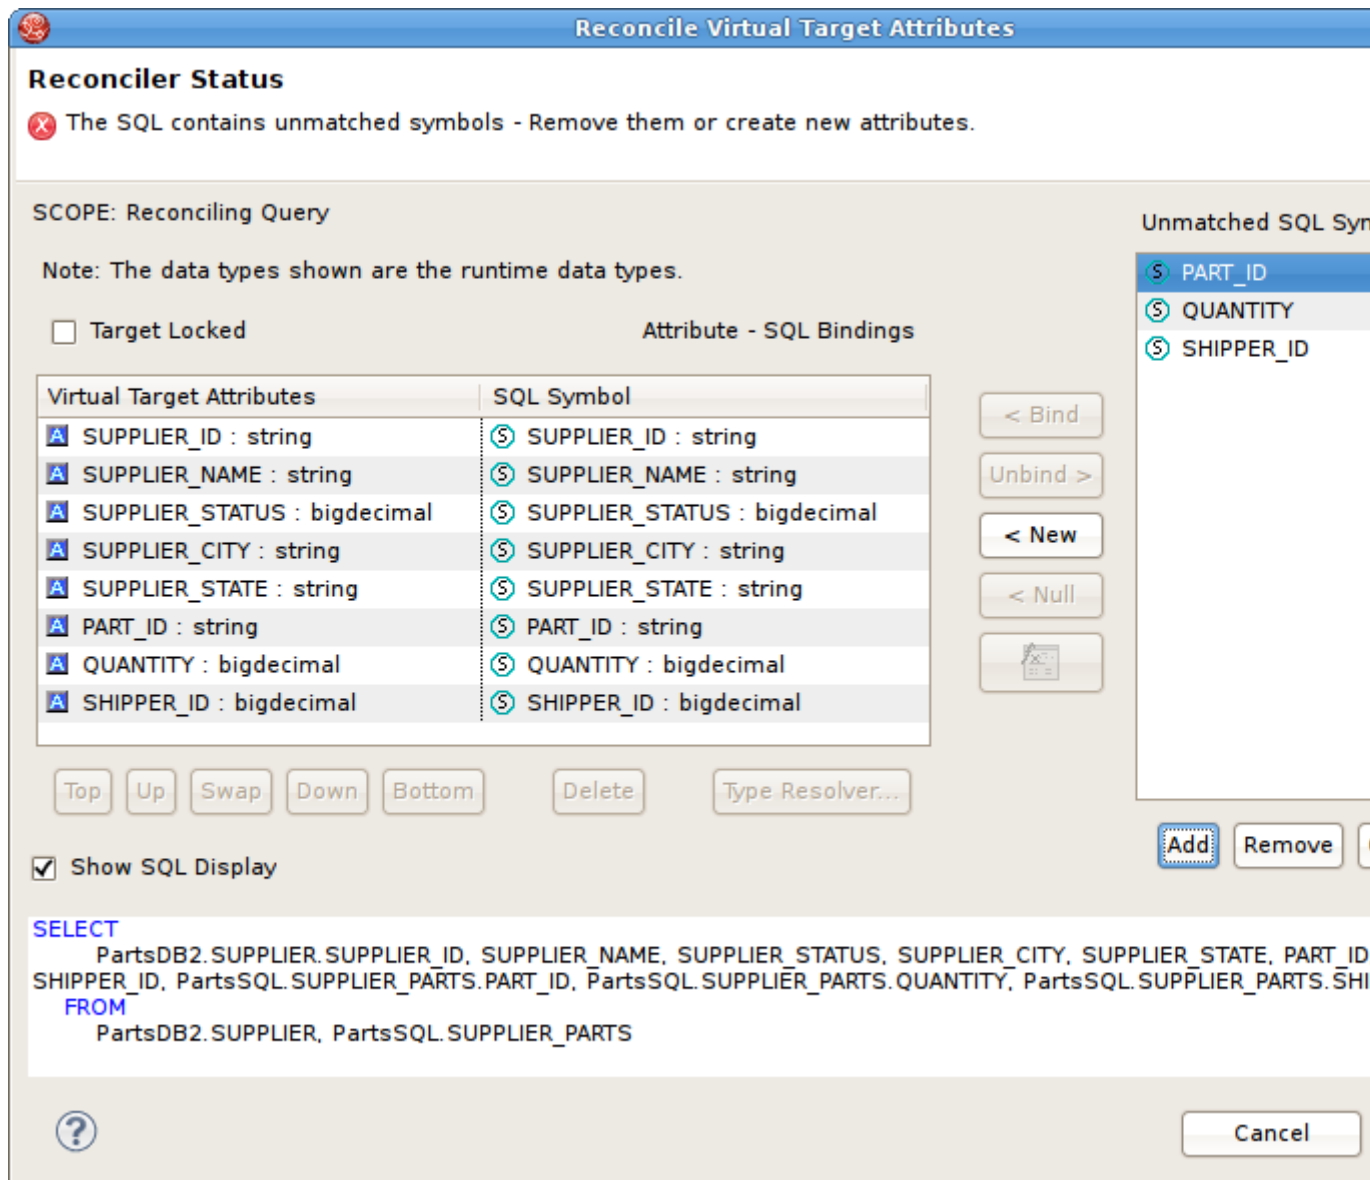 Reconcile Virtual Target Attributes
Reconciler Status
The SQL contains unmatched symbols - Remove them or create new attributes.
SCOPE: Reconciling Query
Unmatched SQL Sym
Note: The data types shown are the runtime data types.
S PART_ID
S QUANTITY
S SHIPPER_ID
Target Locked
Attribute - SQL Bindings
Virtual Target Attributes SQL Symbol
A SUPPLIER_ID : string S SUPPLIER_ID : string
A SUPPLIER_NAME : string S SUPPLIER_NAME : string
A SUPPLIER_STATUS : bigdecimal S SUPPLIER_STATUS : bigdecimal
A SUPPLIER_CITY : string S SUPPLIER_CITY : string
A SUPPLIER_STATE : string S SUPPLIER_STATE : string
A PART_ID : string S PART_ID : string
A QUANTITY : bigdecimal S QUANTITY : bigdecimal
A SHIPPER_ID : bigdecimal S SHIPPER_ID : bigdecimal
< Bind
Unbind >
< New
< Null
Top Up Swap Down Bottom Delete Type Resolver...
Add Remove
Show SQL Display
SELECT
PartsDB2.SUPPLIER.SUPPLIER_ID, SUPPLIER_NAME, SUPPLIER_STATUS, SUPPLIER_CITY, SUPPLIER_STATE, PART_ID
SHIPPER_ID, PartsSQL.SUPPLIER_PARTS.PART_ID, PartsSQL.SUPPLIER_PARTS.QUANTITY, PartsSQL.SUPPLIER_PARTS.SHI
FROM
PartsDB2.SUPPLIER, PartsSQL.SUPPLIER_PARTS
?
Cancel